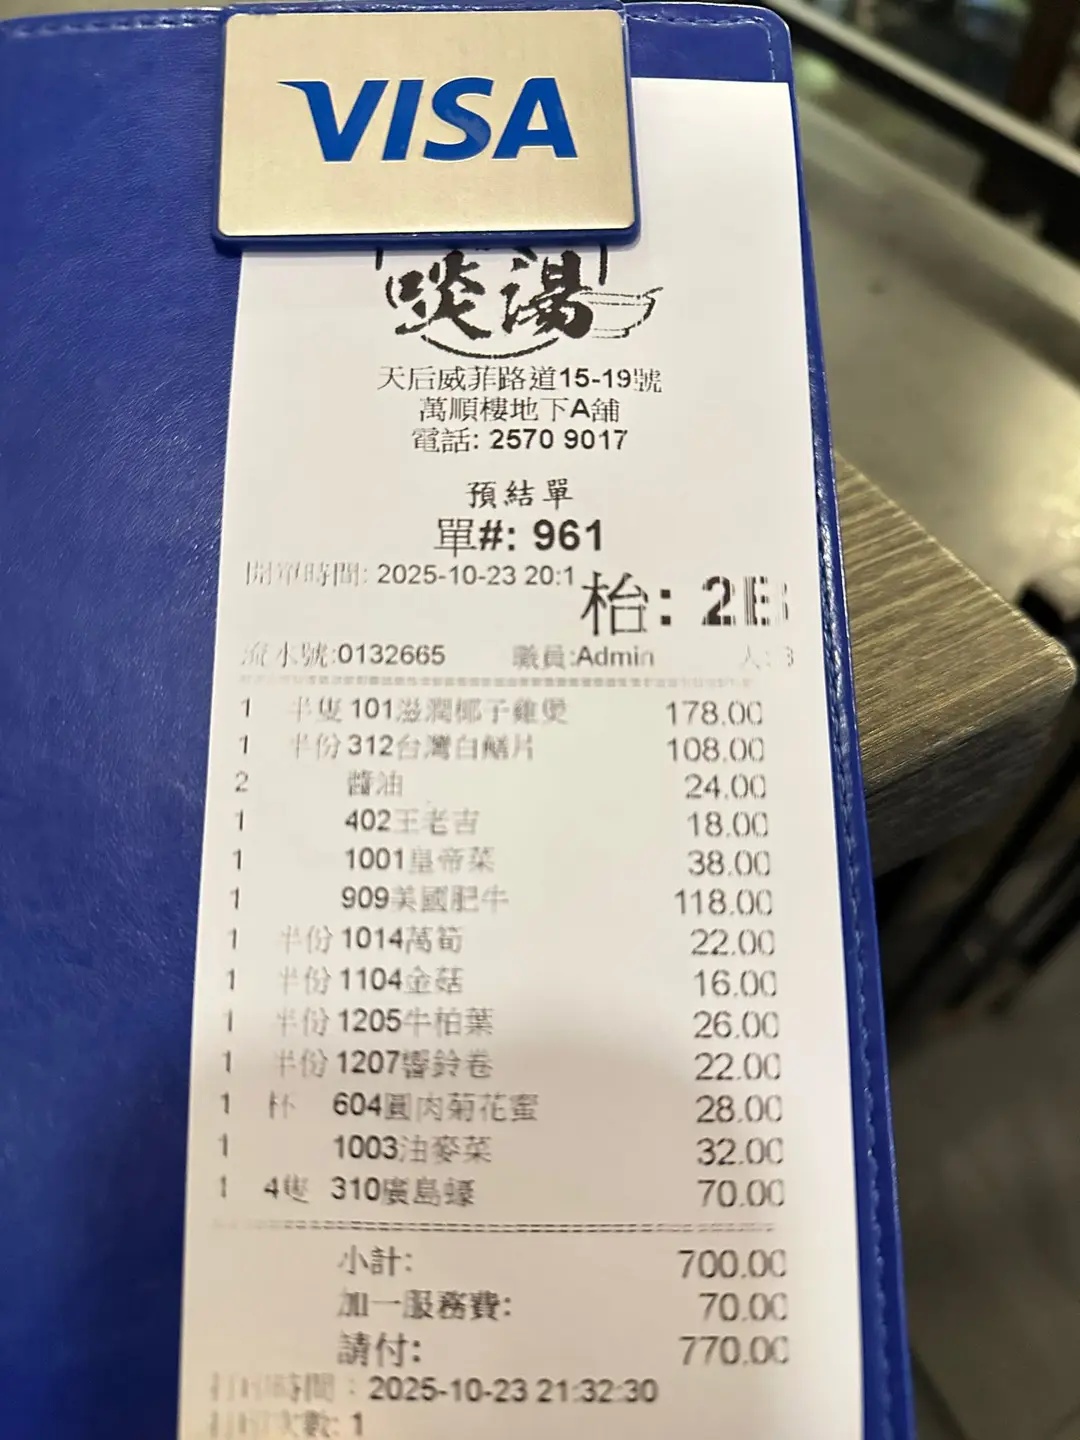 VISA
啖湯
天后威菲路道15-19號
萬順樓地下A舖
電話: 2570 9017
預結單
單#: 961
開單時間: 2025-10-23 20:1
枱: 2E
流水號:0132665 職員:Admin 人: 3
1 半隻 101滋潤椰子雞煲 178.00
1 半份 312台灣白鱔片 108.00
2 醬油 24.00
1 402王老吉 18.00
1 1001皇帝菜 38.00
1 909美國肥牛 118.00
1 半份 1014萵筍 22.00
1 半份 1104金菇 16.00
1 半份 1205牛柏葉 26.00
1 半份 1207響鈴卷 22.00
1 杯 604圓肉菊花蜜 28.00
1 1003油麥菜 32.00
1 4隻 310廣島蠔 70.00
小計: 700.00
加一服務費: 70.00
請付: 770.00
打印時間 : 2025-10-23 21:32:30
打印次數: 1